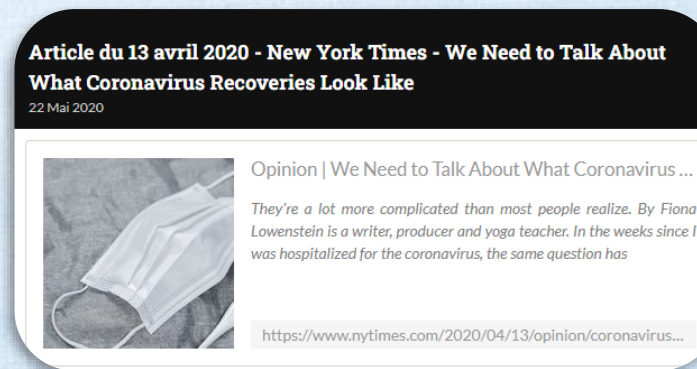 Article du 13 avril 2020 - New York Times - We Need to Talk About
What Coronavirus Recoveries Look Like
22 Mai 2020
Opinion | We Need to Talk About What Coronavirus ...
They're a lot more complicated than most people realize. By Fiona
Lowenstein is a writer, producer and yoga teacher. In the weeks since I
was hospitalized for the coronavirus, the same question has
https://www.nytimes.com/2020/04/13/opinion/coronavirus...